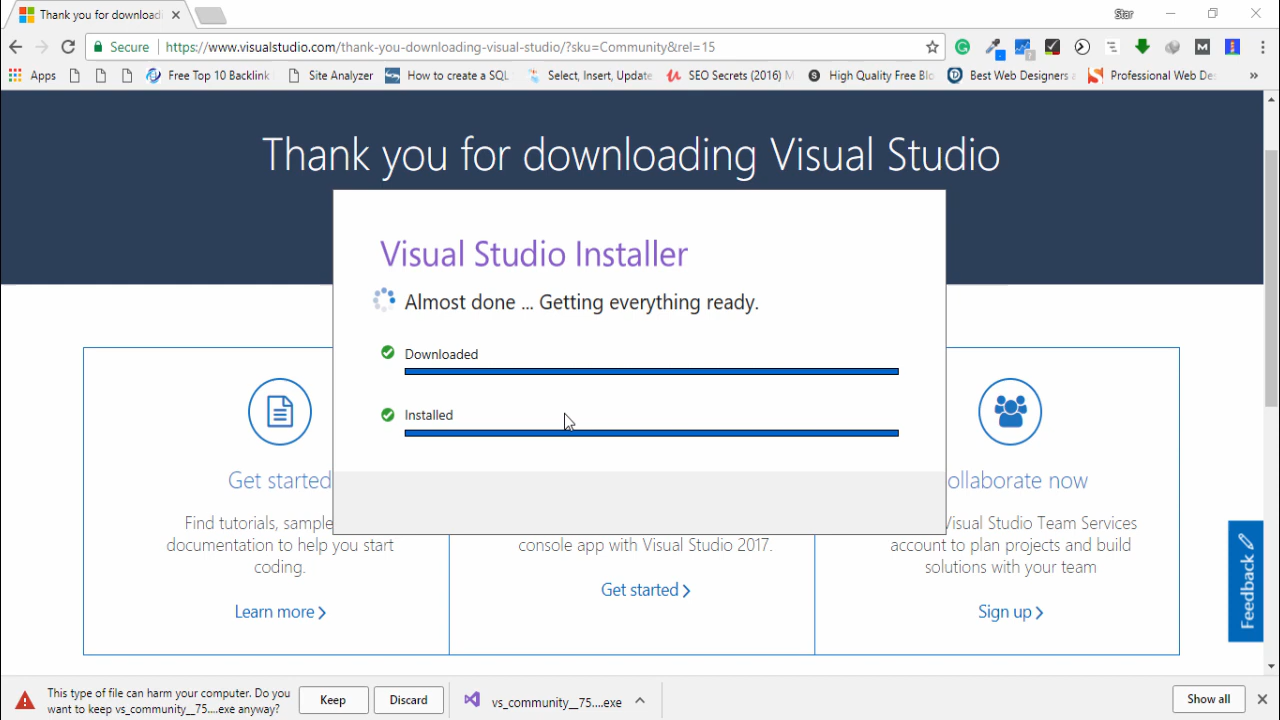 Thank you for downloadi
Star
Secure
https://www.visualstudio.com/thank-you-downloading-visual-studio/?sku=Community&rel=15
Apps
Free Top 10 Backlink
Site Analyzer
How to create a SQL
Select, Insert, Update
SEO Secrets (2016) M
High Quality Free Blo
Best Web Designers
Professional Web De
»
Thank you for downloading Visual Studio
Visual Studio Installer
Almost done ... Getting everything ready.
Downloaded
Installed
Get started
Find tutorials, sample
documentation to help you start
coding.
Learn more
console app with Visual Studio 2017.
Get started
ollaborate now
Visual Studio Team Services
account to plan projects and build
solutions with your team
Sign up
Feedback
This type of file can harm your computer. Do you
want to keep vs_community__75....exe anyway?
Keep
Discard
vs_community__75....exe
Show all